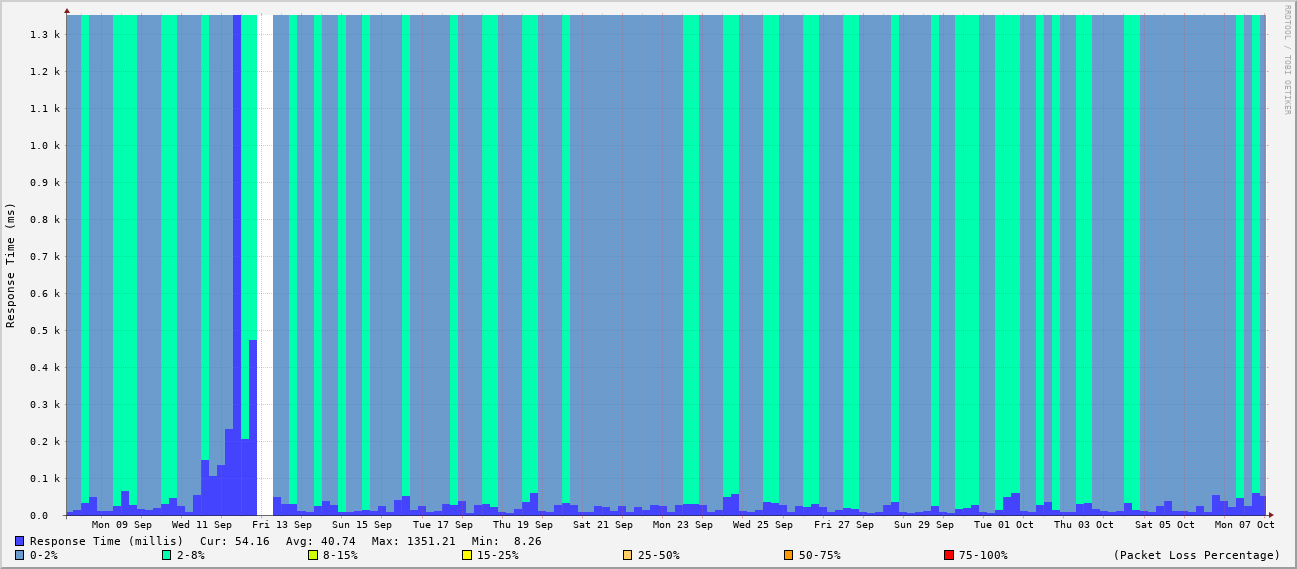 RRDTOOL / TOBI OETIKER
Response Time (ms)
1.3 k
1.2 k
1.1 k
1.0 k
0.9 k
0.8 k
0.7 k
0.6 k
0.5 k
0.4 k
0.3 k
0.2 k
0.1 k
0.0
Mon 09 Sep Wed 11 Sep Fri 13 Sep Sun 15 Sep Tue 17 Sep Thu 19 Sep Sat 21 Sep Mon 23 Sep Wed 25 Sep Fri 27 Sep Sun 29 Sep Tue 01 Oct Thu 03 Oct Sat 05 Oct Mon 07 Oct
Response Time (millis) Cur: 54.16 Avg: 40.74 Max: 1351.21 Min: 8.26
0-2% 2-8% 8-15% 15-25% 25-50% 50-75% 75-100% (Packet Loss Percentage)